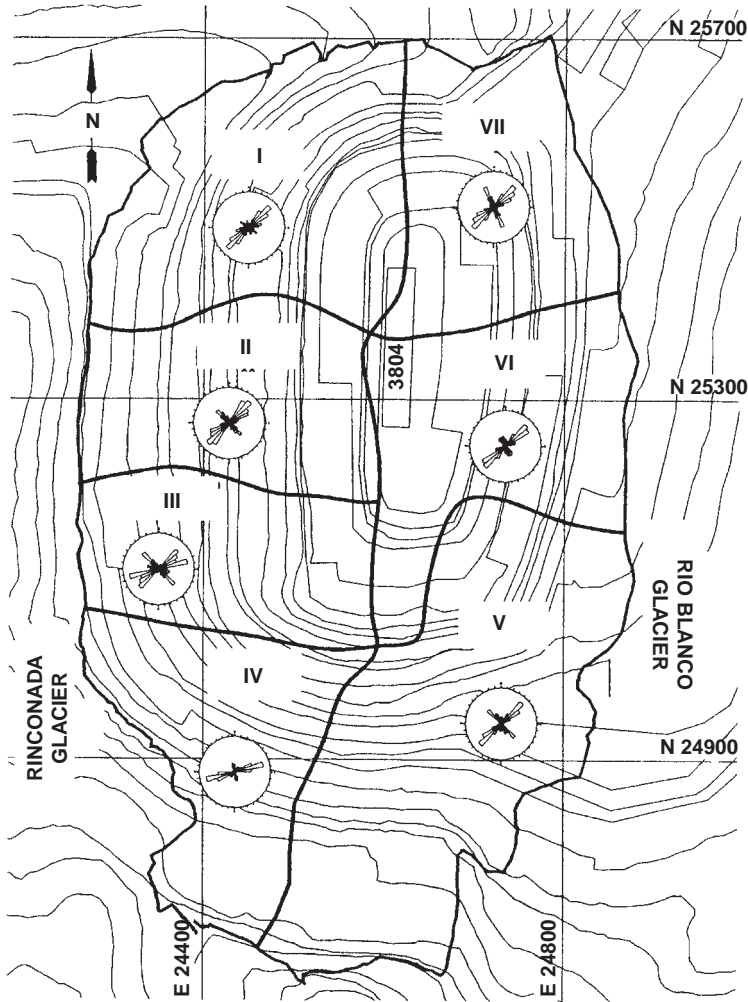 N 25700
N
I
VII
II
3804
VI
N 25300
III
RIO BLANCO
GLACIER
V
RINCONADA
GLACIER
IV
N 24900
E 24400
E 24800